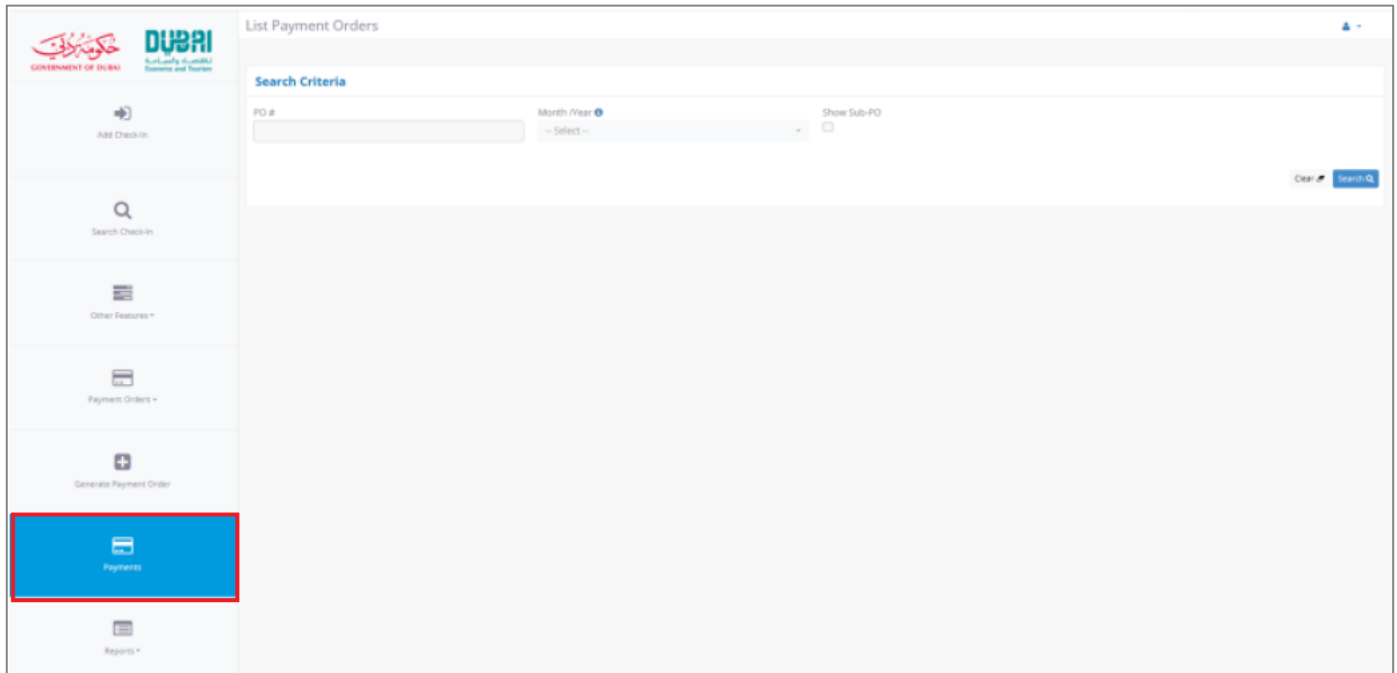 List Payment Orders
حكومة دبي
GOVERNMENT OF DUBAI
DUBAI
للاقتصاد والسياحة
Economy and Tourism
Search Criteria
PO #
Month /Year
Show Sub-PO
-- Select --
Clear
Search
Add Check-In
Search Check-In
Other Features
Payment Orders
Generate Payment Order
Payments
Reports